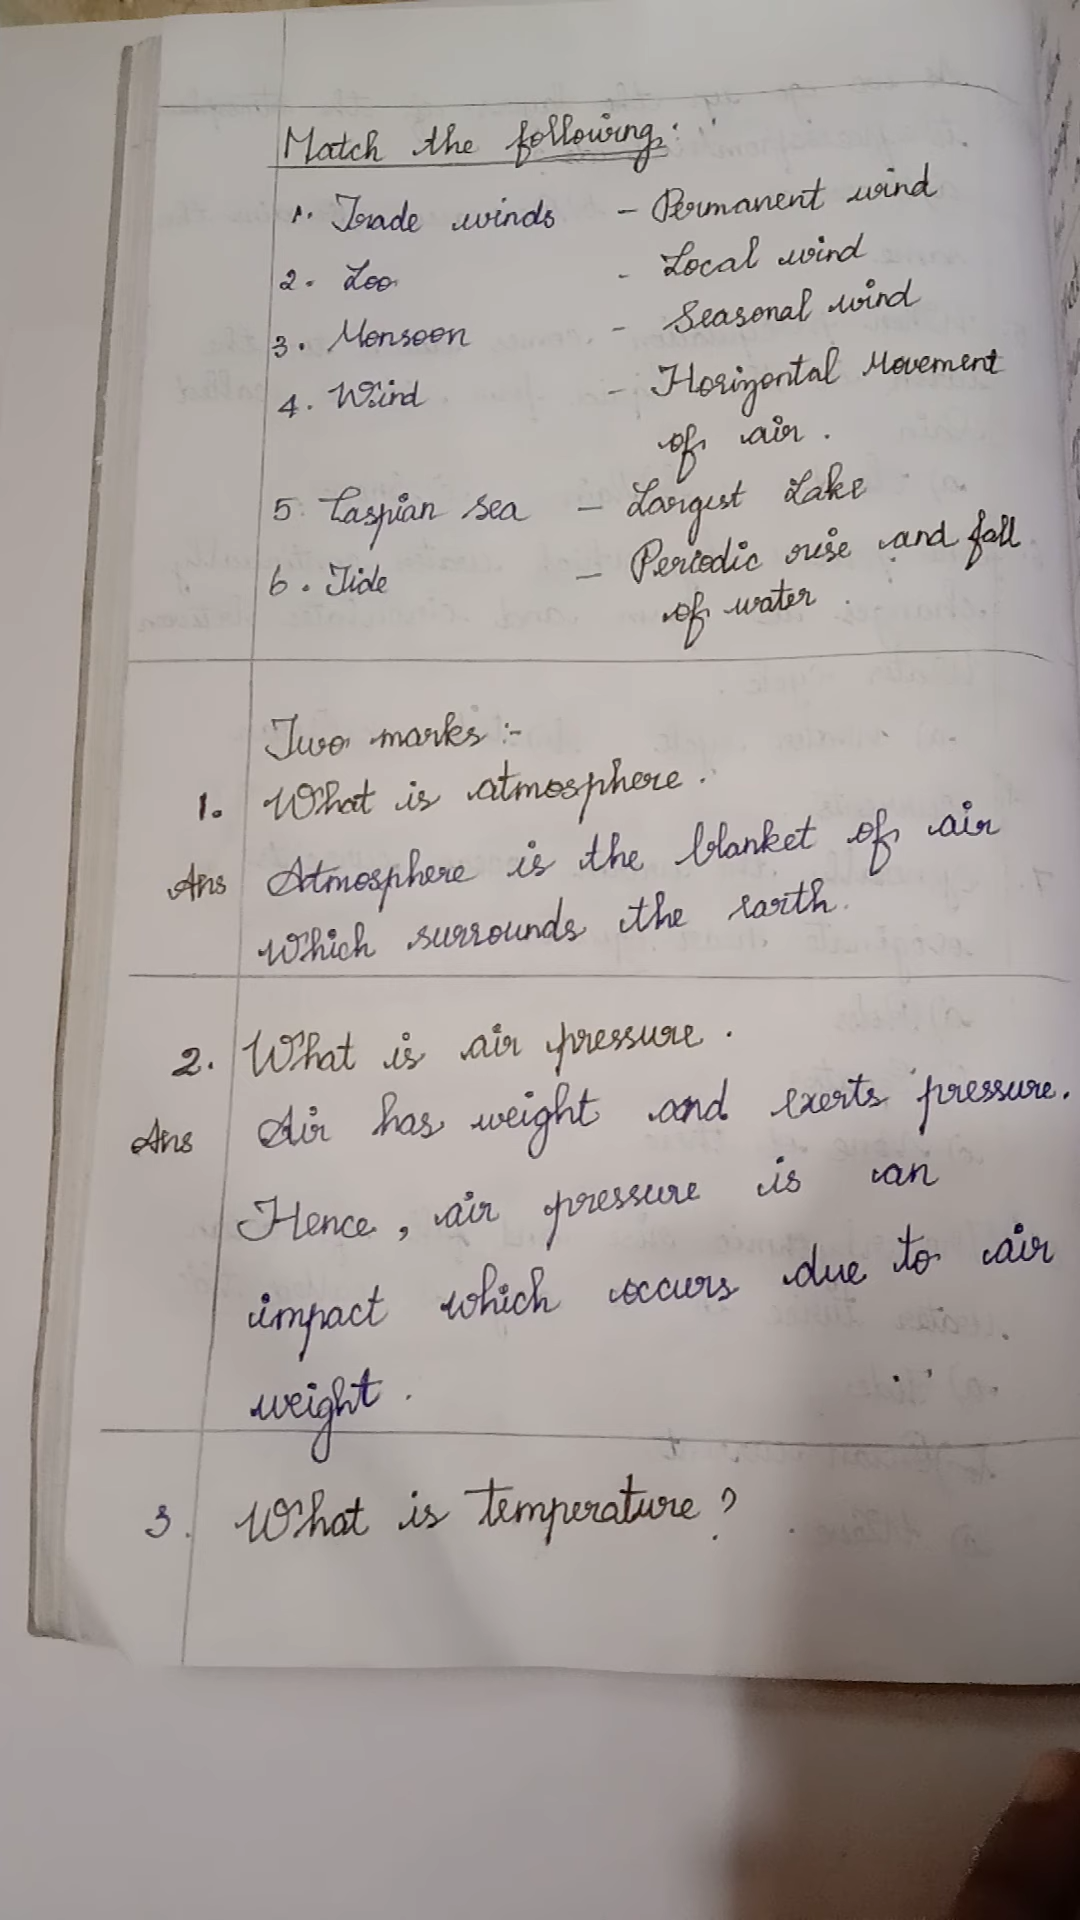 Match the following.
1. Trade winds - Permanent wind
2. Loo - Local wind
3. Monsoon - Seasonal wind
4. Wind - Horizontal Movement
of air.
5 Caspian sea - Largest Lake
6. Tide - Periodic rise and fall
of water.
Two marks :-
1. What is atmosphere.
Ans Atmosphere is the blanket of air
which surrounds the earth.
2. What is air pressure.
Ans Air has weight and exerts pressure.
Hence, air pressure is an
impact which occurs due to air
weight.
3. What is temperature?